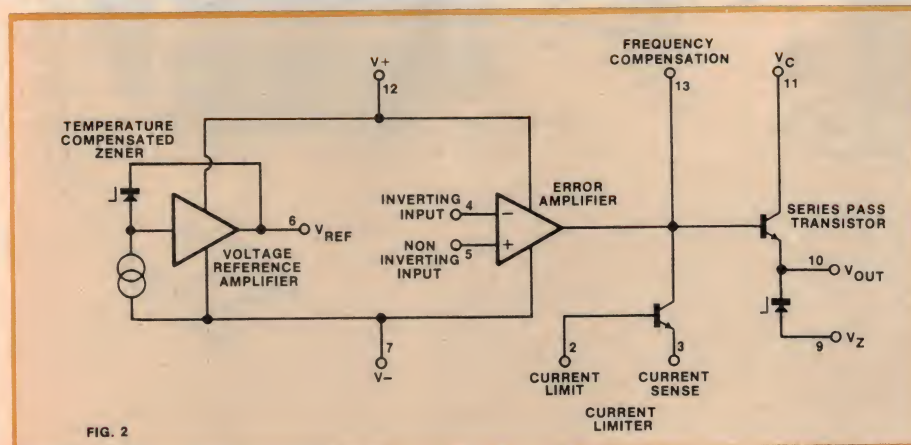 FREQUENCY
COMPENSATION
13
V+
12
VC
11
TEMPERATURE
COMPENSATED
ZENER
6
VREF
VOLTAGE
REFERENCE
AMPLIFIER
INVERTING
INPUT
4
−
NON
INVERTING
INPUT
5
+
ERROR
AMPLIFIER
SERIES PASS
TRANSISTOR
10
VOUT
9
VZ
7
V−
2
CURRENT
LIMIT
3
CURRENT
SENSE
CURRENT
LIMITER
FIG. 2